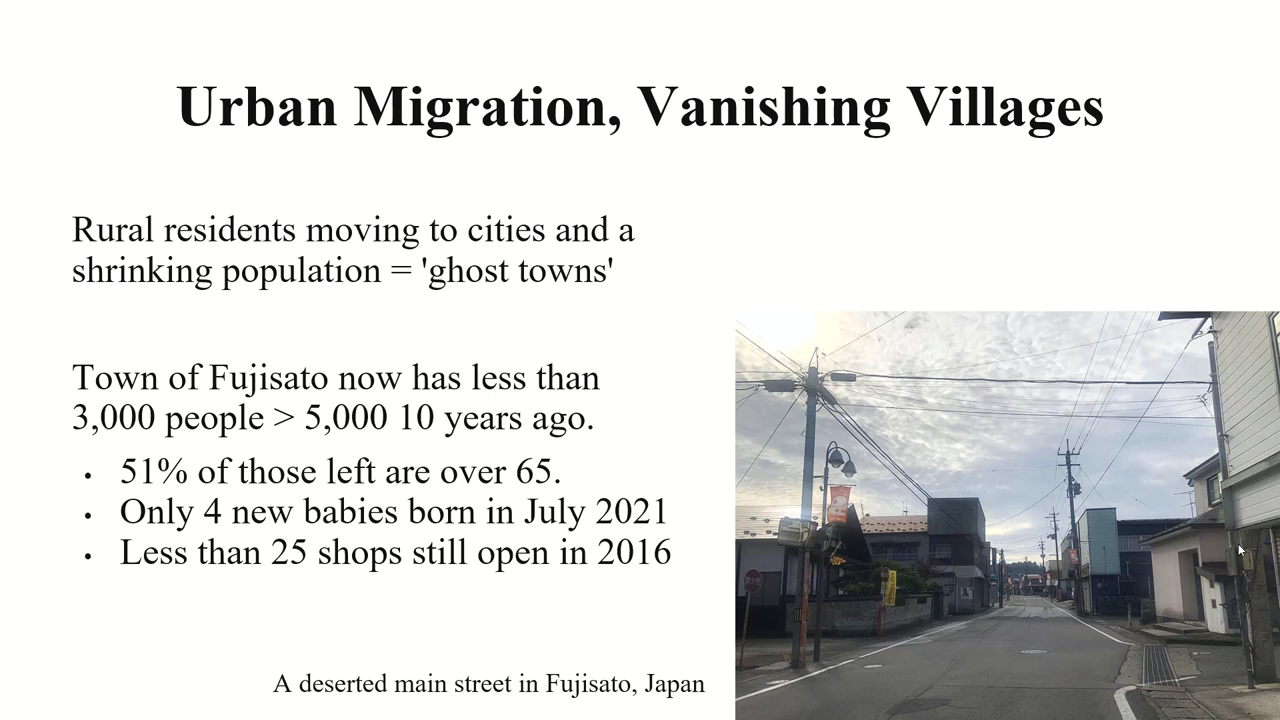 Urban Migration, Vanishing Villages
Rural residents moving to cities and a
shrinking population = 'ghost towns'
Town of Fujisato now has less than
3,000 people > 5,000 10 years ago.
• 51% of those left are over 65.
• Only 4 new babies born in July 2021
• Less than 25 shops still open in 2016
A deserted main street in Fujisato, Japan